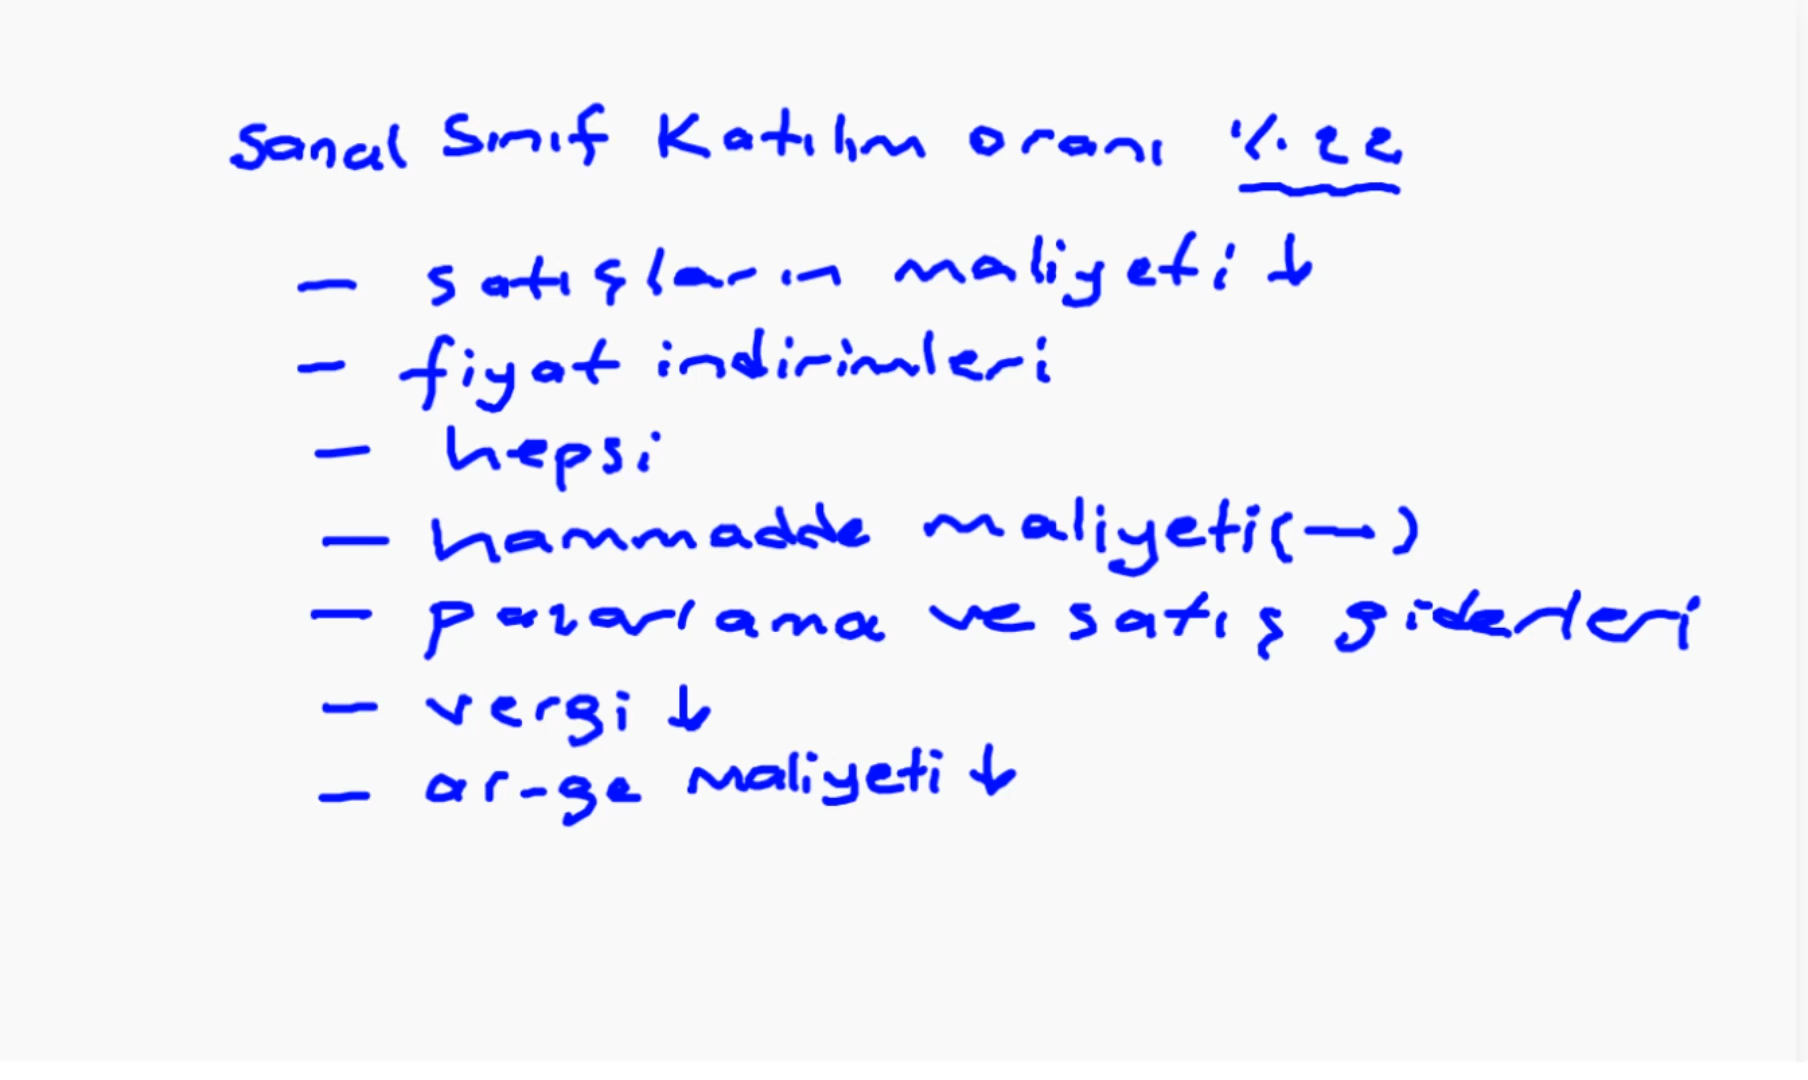 Sanal Sınıf Katılım oranı %22
- satışların maliyeti ↓
- fiyat indirimleri
- hepsi
- hammadde maliyeti(-)
- pazarlama ve satış giderleri
- vergi ↓
- ar-ge maliyeti ↓